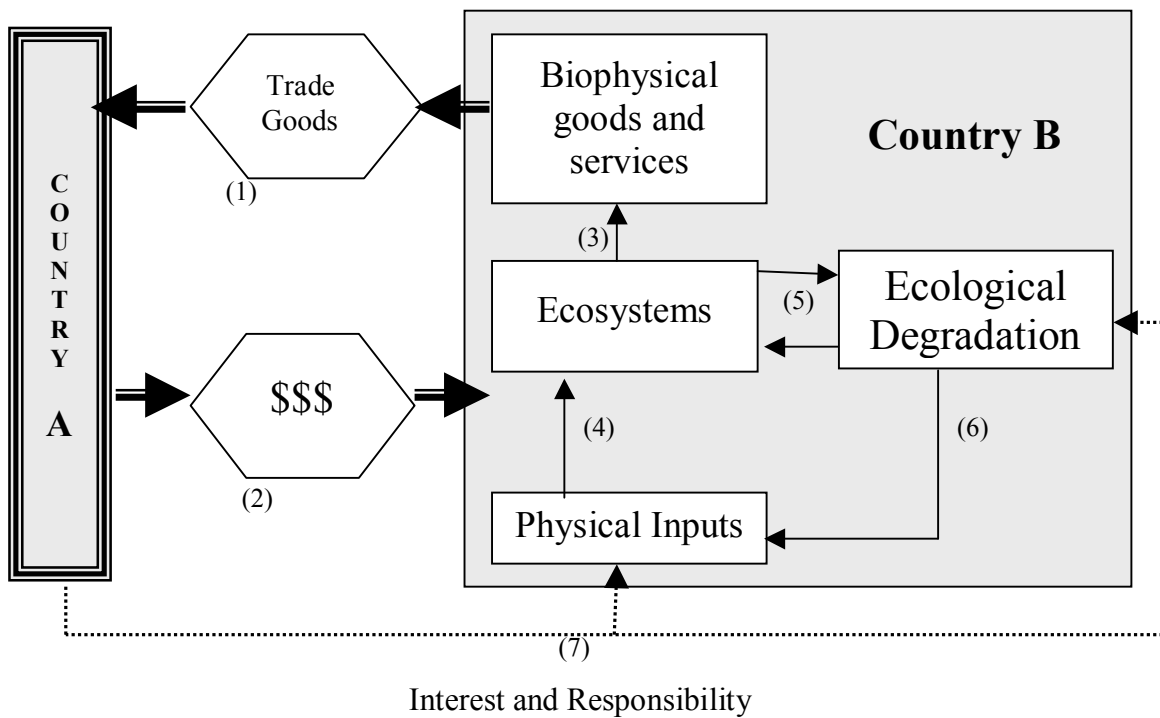 Trade
Goods
(1)
Biophysical
goods and
services
Country B
COUNTRY A
(3)
Ecosystems
(5)
Ecological
Degradation
$$$
(2)
(4)
(6)
Physical Inputs
(7)
Interest and Responsibility